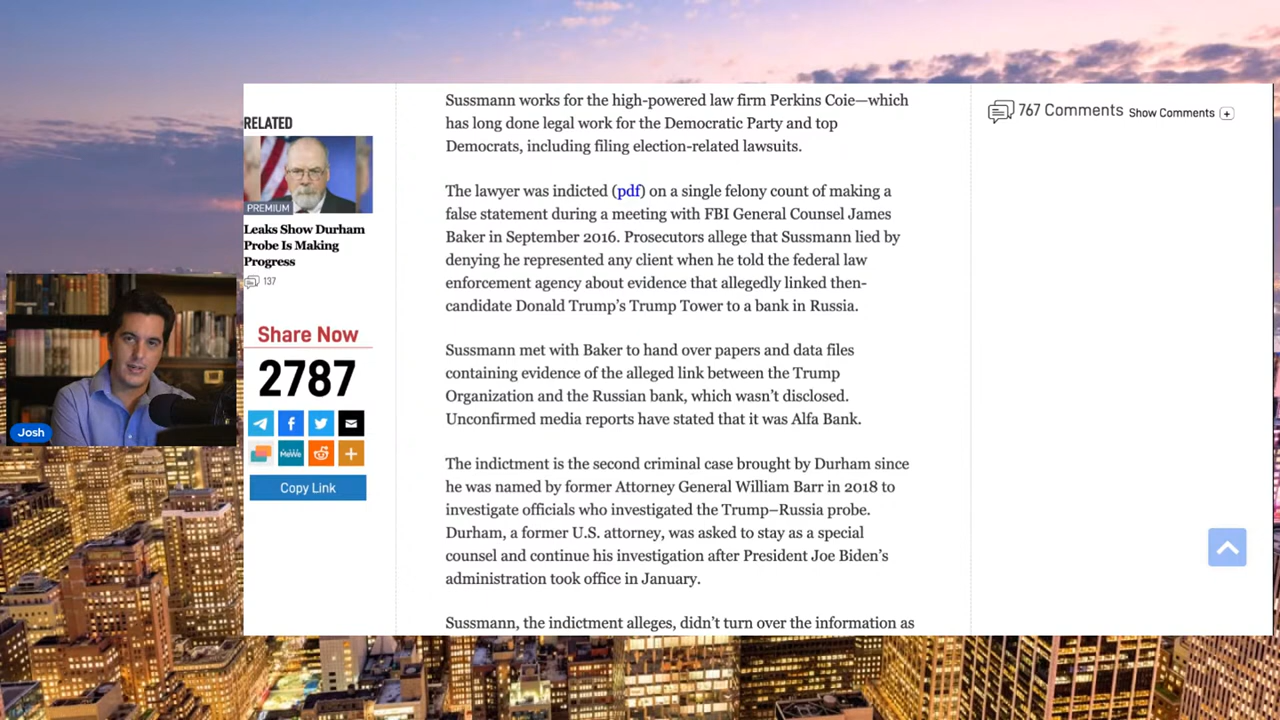 RELATED
PREMIUM
Leaks Show Durham
Probe Is Making
Progress
137
Share Now
2787
MeWe
Copy Link
Josh
Sussmann works for the high-powered law firm Perkins Coie—which
has long done legal work for the Democratic Party and top
Democrats, including filing election-related lawsuits.
The lawyer was indicted (pdf) on a single felony count of making a
false statement during a meeting with FBI General Counsel James
Baker in September 2016. Prosecutors allege that Sussmann lied by
denying he represented any client when he told the federal law
enforcement agency about evidence that allegedly linked then-
candidate Donald Trump’s Trump Tower to a bank in Russia.
Sussmann met with Baker to hand over papers and data files
containing evidence of the alleged link between the Trump
Organization and the Russian bank, which wasn’t disclosed.
Unconfirmed media reports have stated that it was Alfa Bank.
The indictment is the second criminal case brought by Durham since
he was named by former Attorney General William Barr in 2018 to
investigate officials who investigated the Trump–Russia probe.
Durham, a former U.S. attorney, was asked to stay as a special
counsel and continue his investigation after President Joe Biden’s
administration took office in January.
Sussmann, the indictment alleges, didn’t turn over the information as
767 Comments Show Comments +